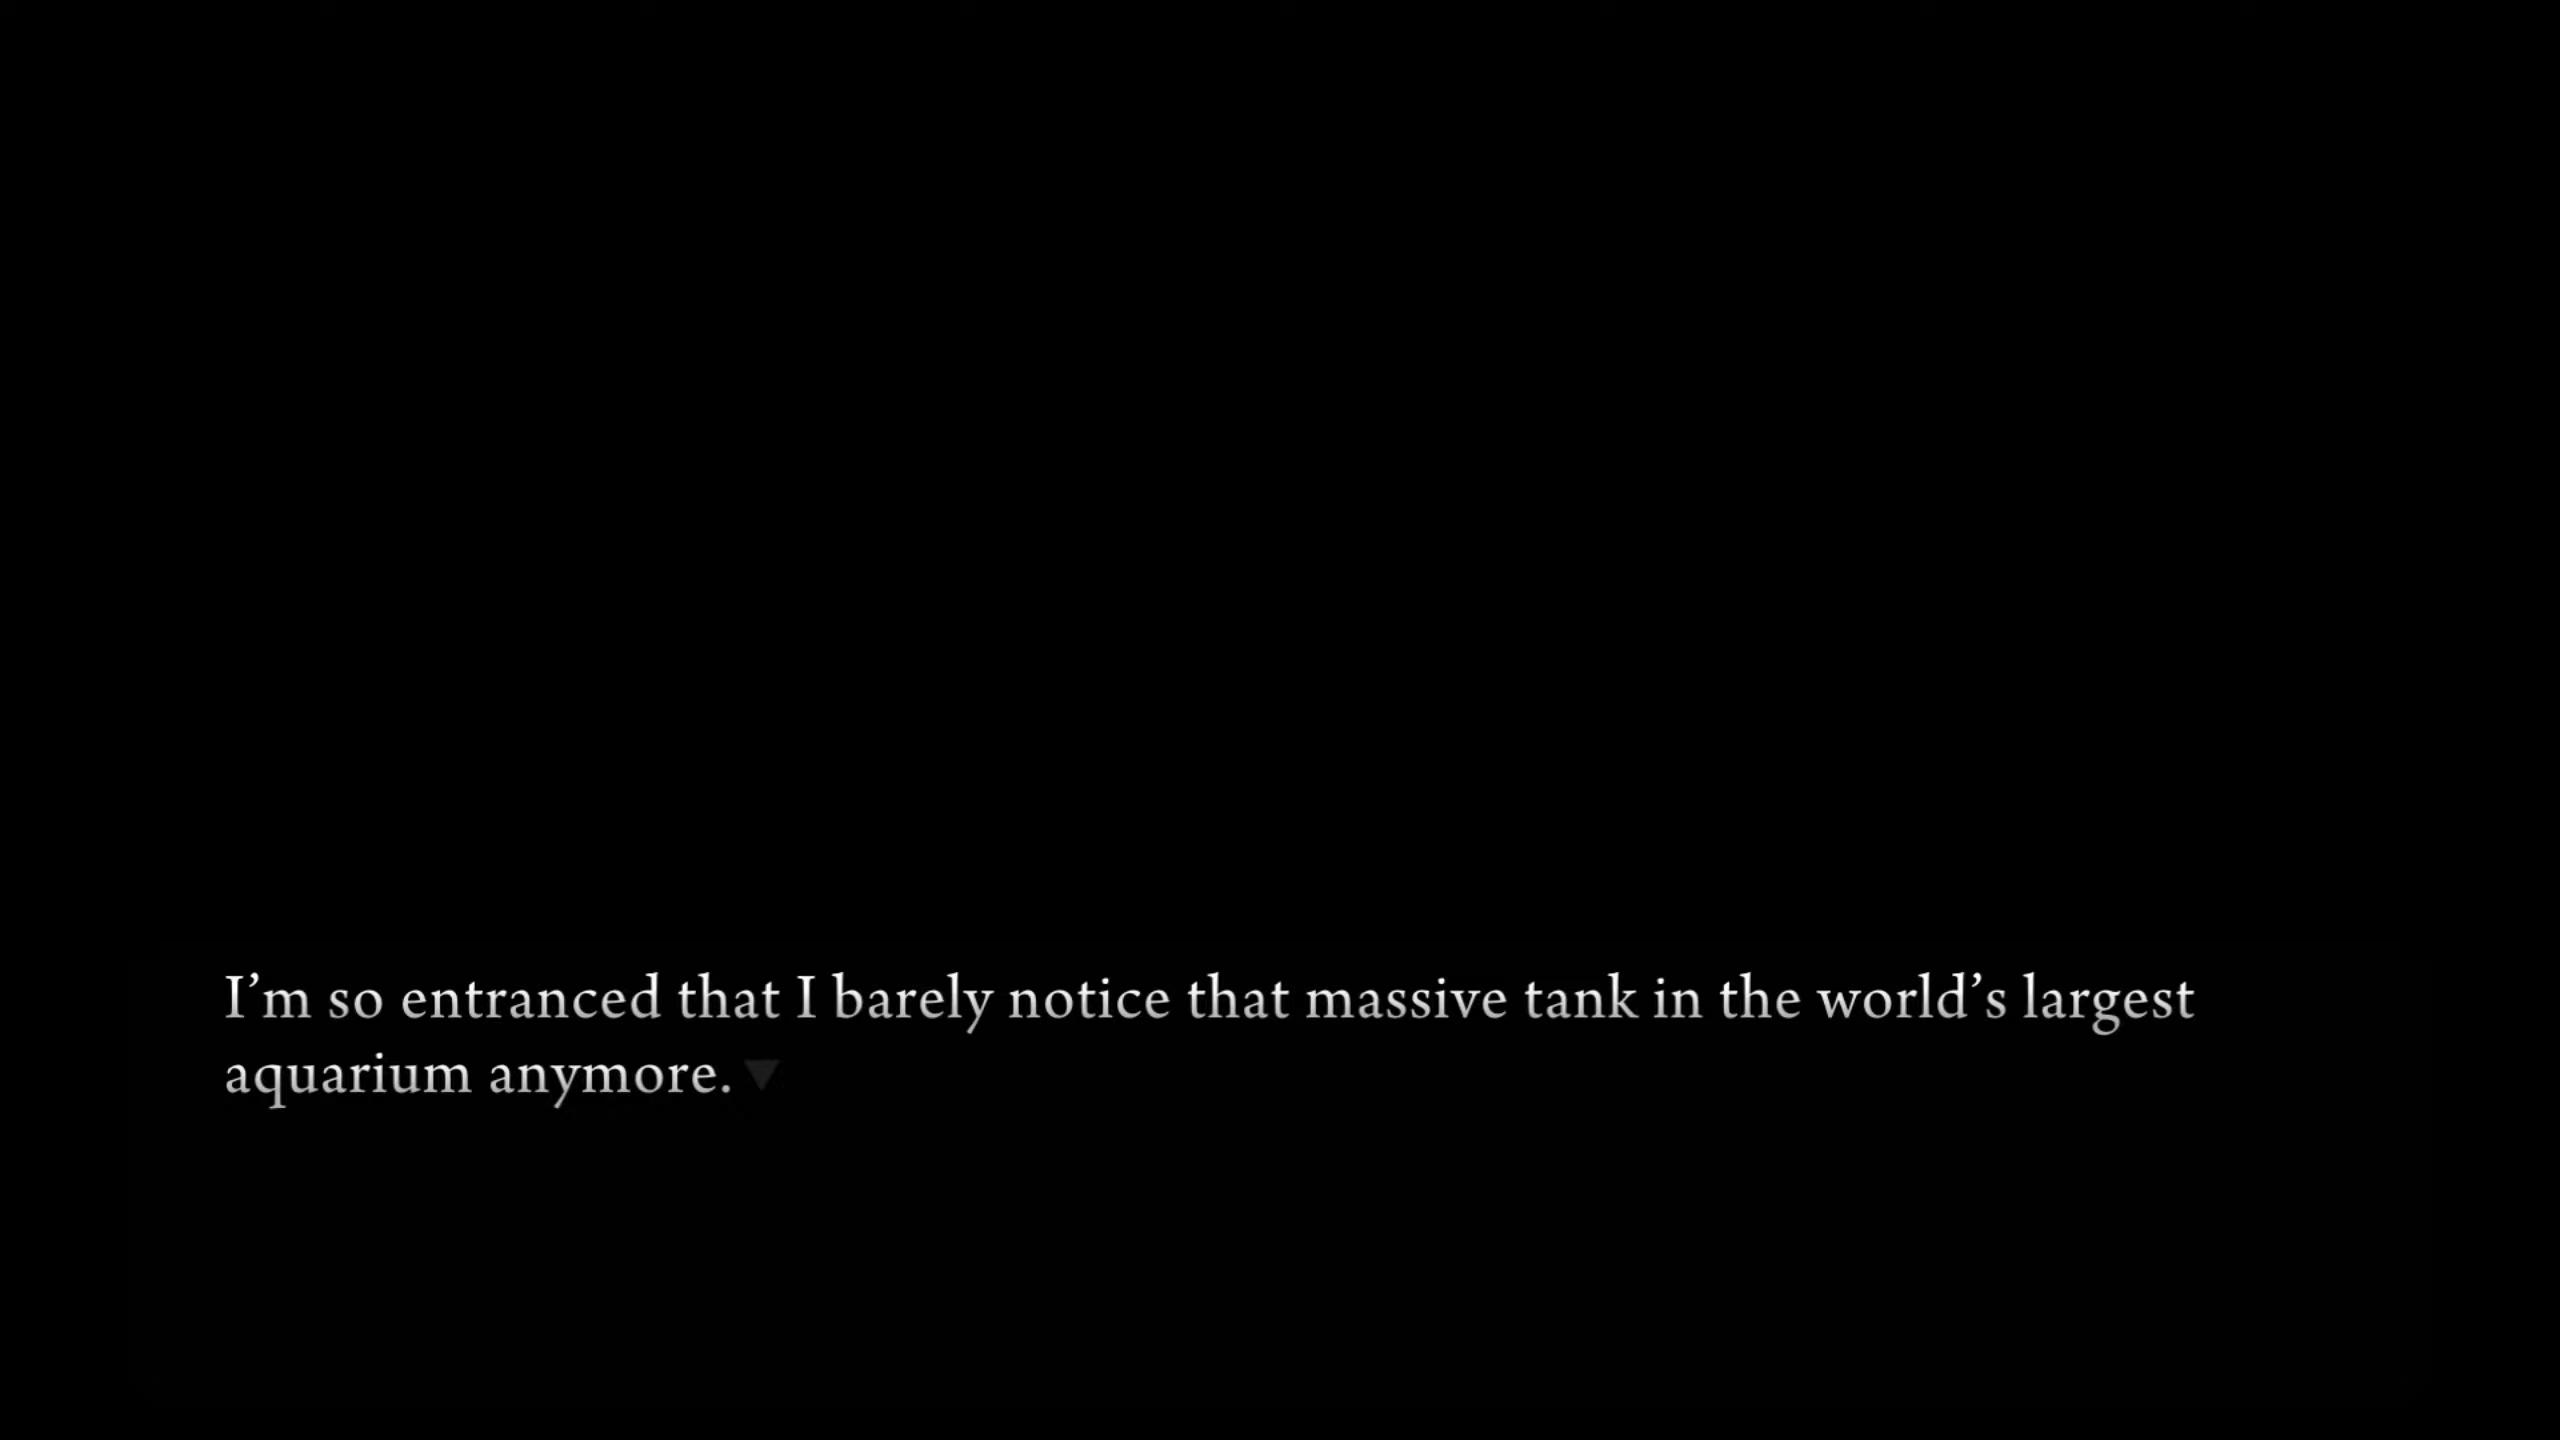 I’m so entranced that I barely notice that massive tank in the world’s largest
aquarium anymore.